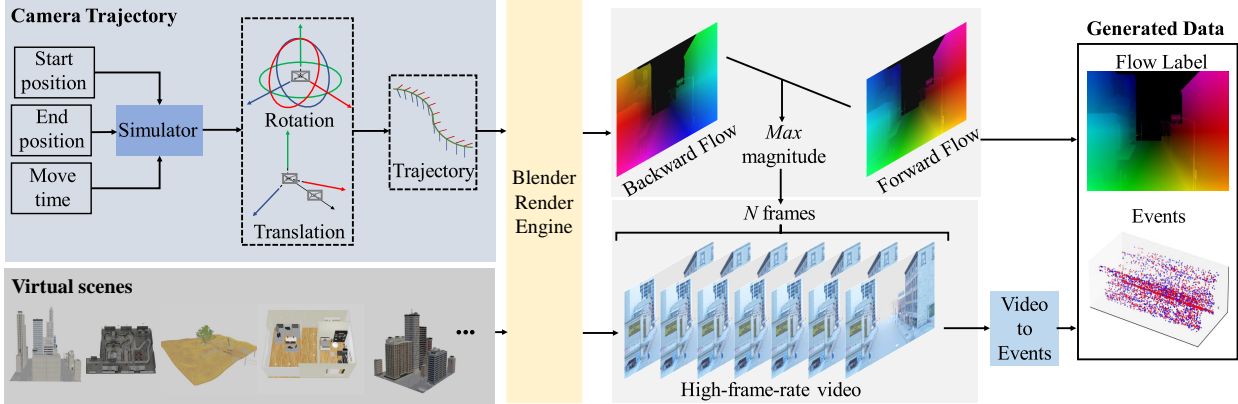 Camera Trajectory
Start
position
End
position
Move
time
Simulator
Rotation
Translation
Trajectory
Virtual scenes
Blender
Render
Engine
Backward Flow
Max
magnitude
Forward Flow
N frames
High-frame-rate video
Video
to
Events
Generated Data
Flow Label
Events